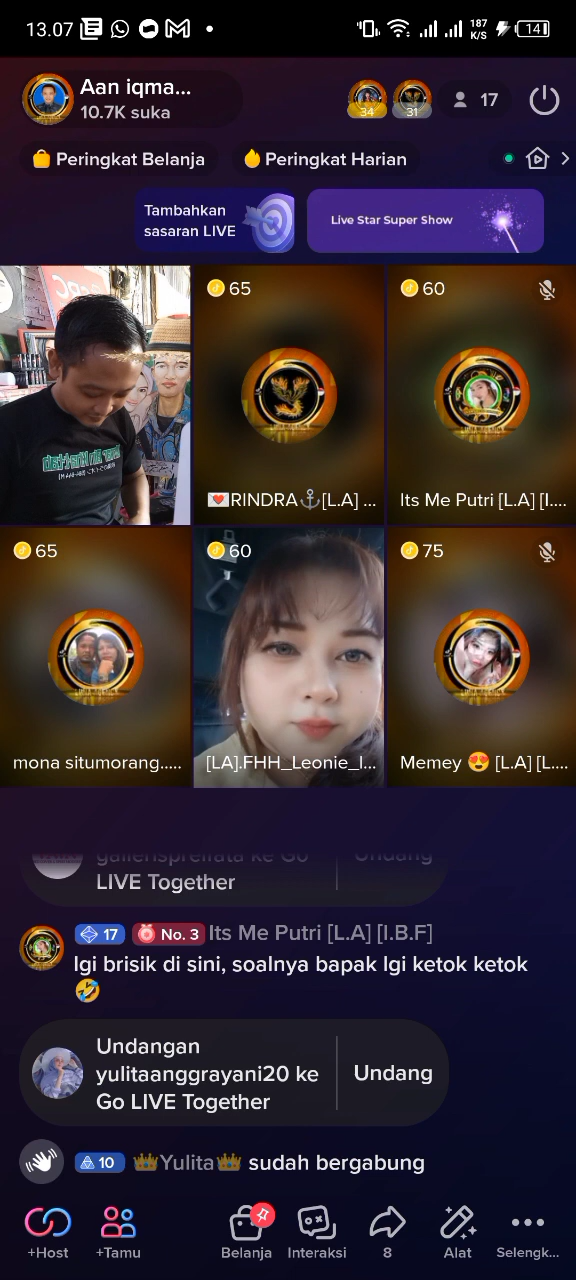 13.07
187
K/S
14
Aan iqma...
10.7K suka
34
31
17
Peringkat Belanja
Peringkat Harian
Tambahkan
sasaran LIVE
Live Star Super Show
65
60
💌RINDRA⚓[L.A] ...
Its Me Putri [L.A] [I....
65
60
75
mona situmorang.....
[LA].FHH_Leonie_I...
Memey 😍 [L.A] [L....
ke Go
LIVE Together
Undang
17 No. 3 Its Me Putri [L.A] [I.B.F]
lgi brisik di sini, soalnya bapak lgi ketok ketok
🤣
Undangan
yulitaanggrayani20 ke
Go LIVE Together
Undang
10 👑Yulita👑 sudah bergabung
+Host
+Tamu
Belanja
Interaksi
8
Alat
Selengk...